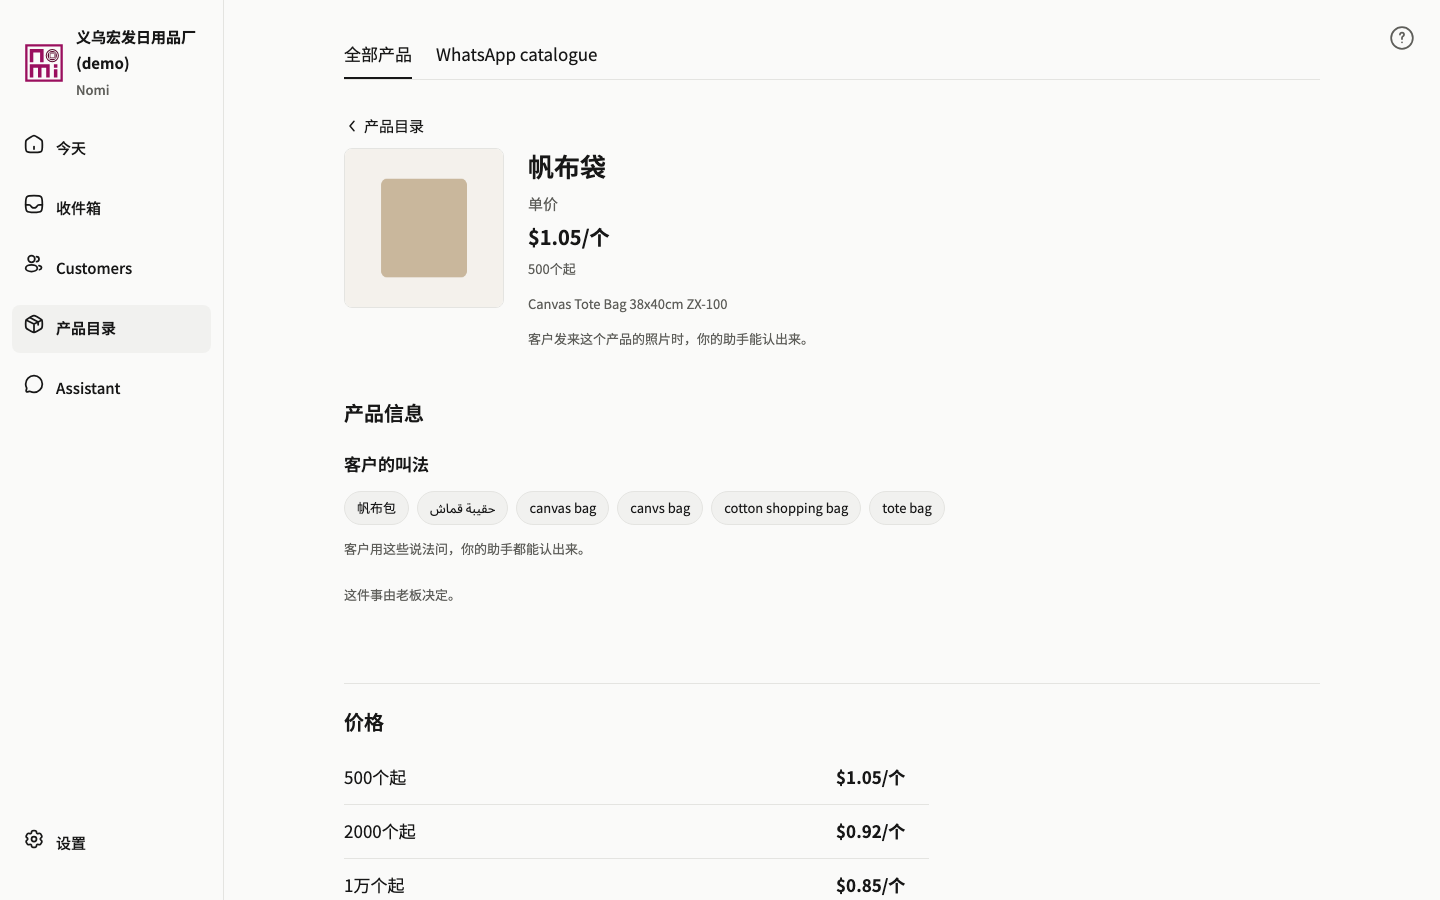 义乌宏发日用品厂
(demo)
Nomi
今天
收件箱
Customers
产品目录
Assistant
设置
全部产品
WhatsApp catalogue
产品目录
帆布袋
单价
$1.05/个
500个起
Canvas Tote Bag 38x40cm ZX-100
客户发来这个产品的照片时，你的助手能认出来。
产品信息
客户的叫法
帆布包
حقيبة قماش
canvas bag
canvs bag
cotton shopping bag
tote bag
客户用这些说法问，你的助手都能认出来。
这件事由老板决定。
价格
500个起 $1.05/个
2000个起 $0.92/个
1万个起 $0.85/个